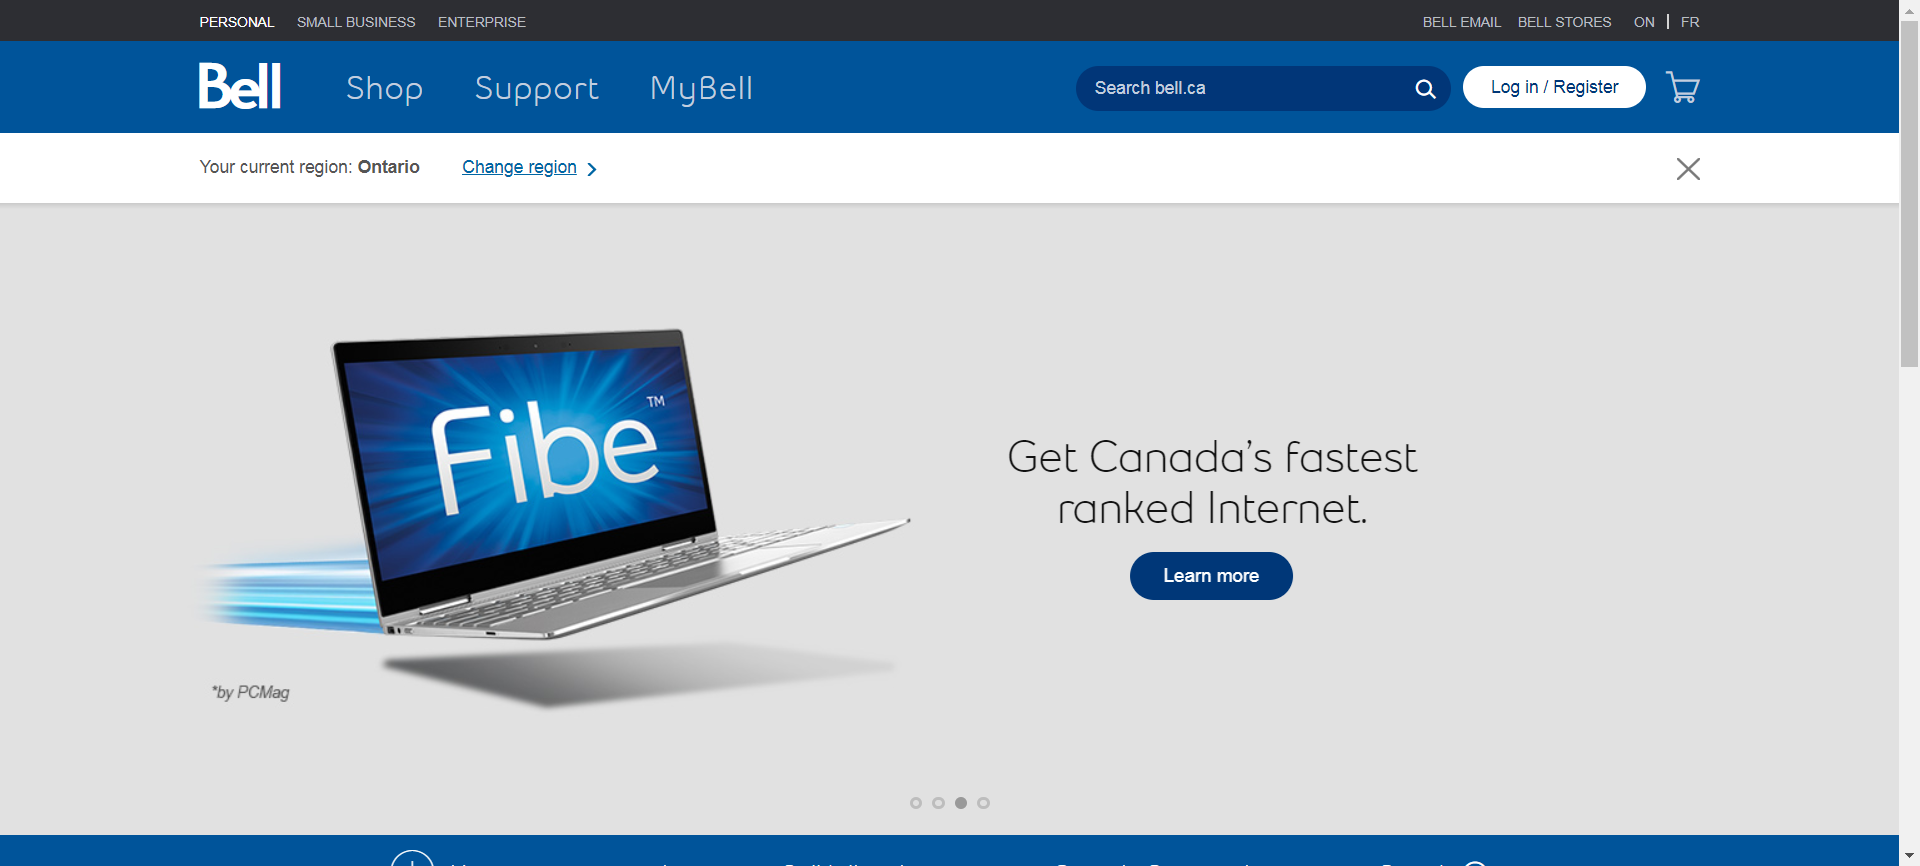 PERSONAL SMALL BUSINESS ENTERPRISE BELL EMAIL BELL STORES ON | FR
Bell Shop Support MyBell Search bell.ca Log in / Register
Your current region: Ontario Change region
Fibe™
Get Canada’s fastest
ranked Internet.
Learn more
*by PCMag